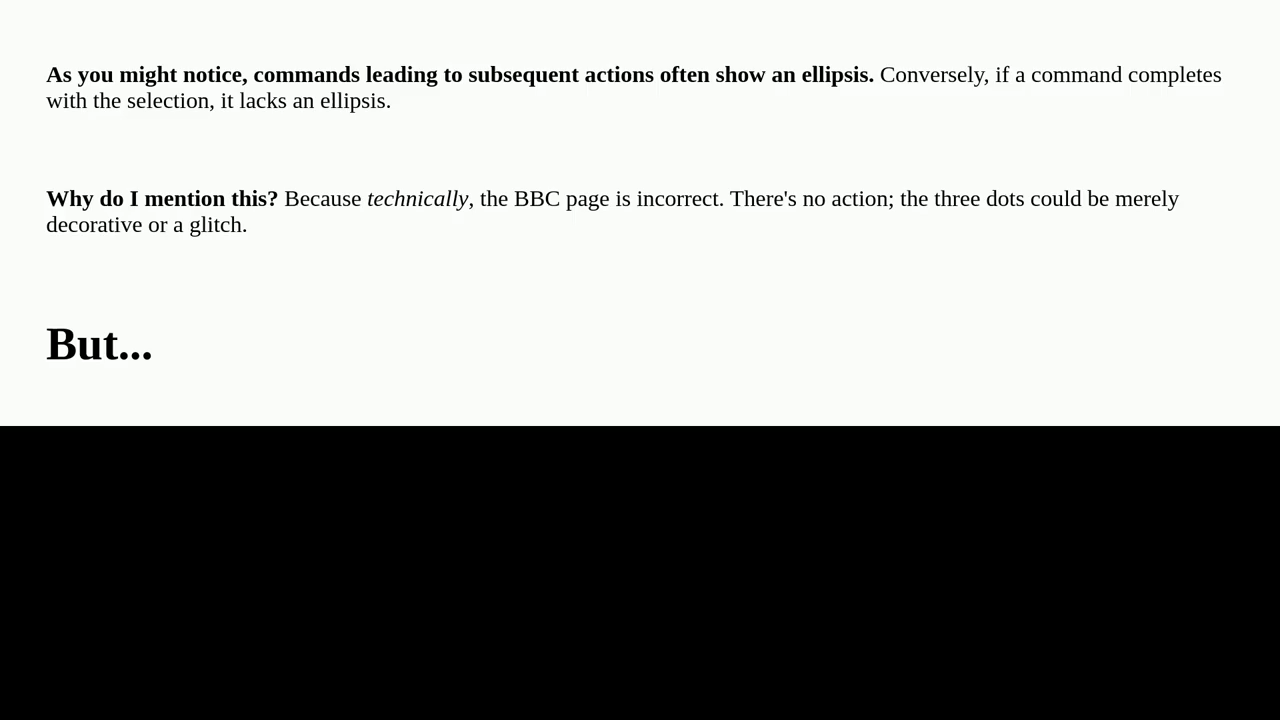 As you might notice, commands leading to subsequent actions often show an ellipsis. Conversely, if a command completes
with the selection, it lacks an ellipsis.
Why do I mention this? Because technically, the BBC page is incorrect. There's no action; the three dots could be merely
decorative or a glitch.
But...